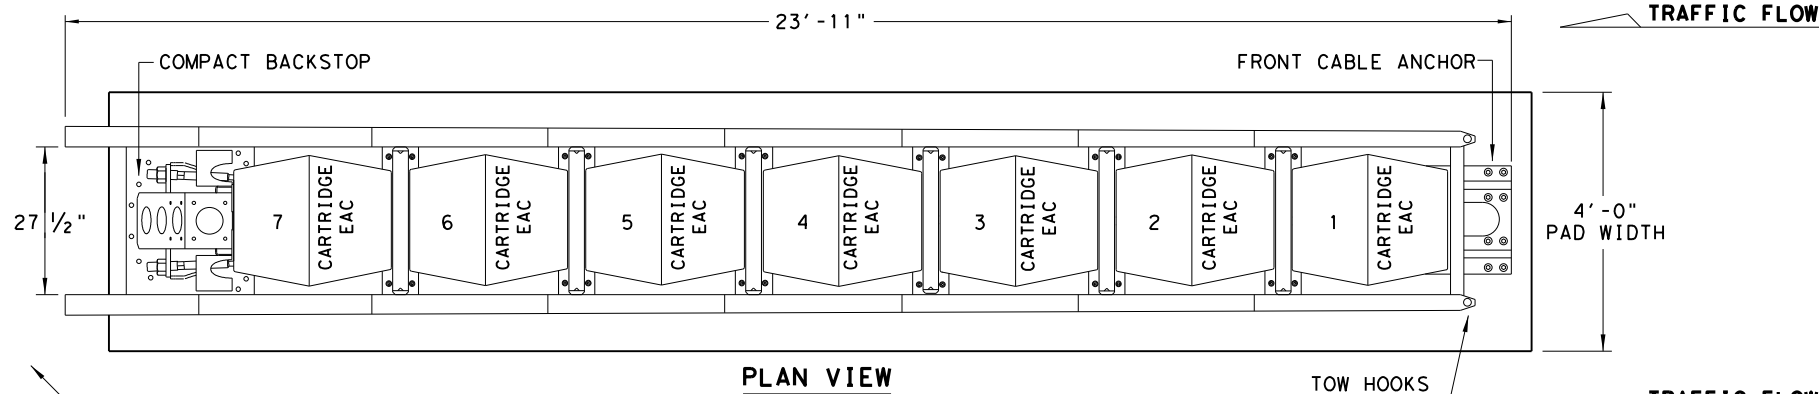 23'-11"
TRAFFIC FLOW
COMPACT BACKSTOP
FRONT CABLE ANCHOR
27 1/2"
7
CARTRIDGE
EAC
6
CARTRIDGE
EAC
5
CARTRIDGE
EAC
4
CARTRIDGE
EAC
3
CARTRIDGE
EAC
2
CARTRIDGE
EAC
1
CARTRIDGE
EAC
4'-0"
PAD WIDTH
PLAN VIEW
TOW HOOKS
TRAFFIC FLOW